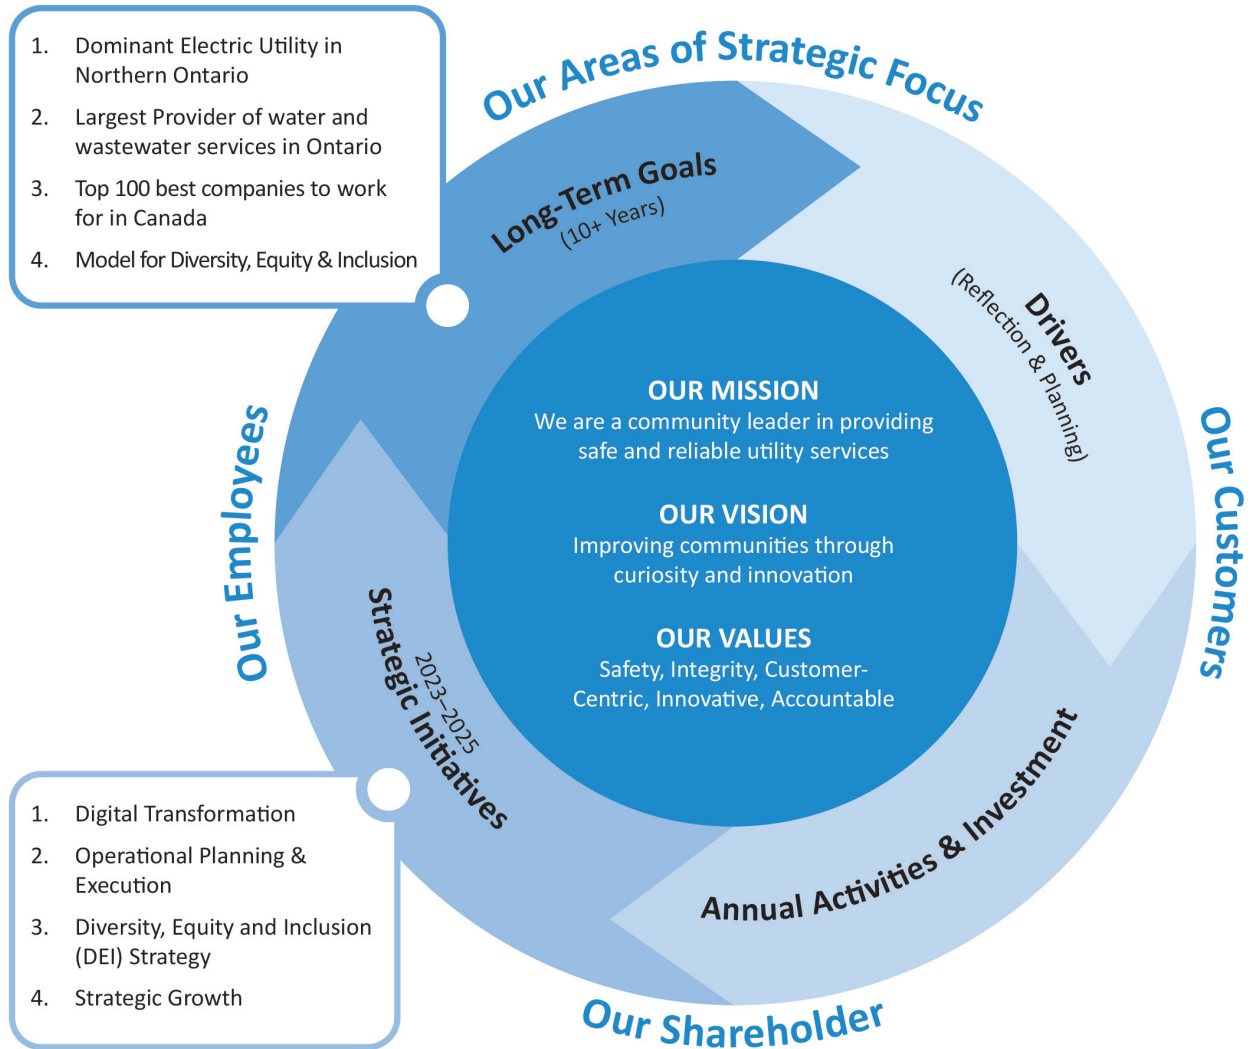 1. Dominant Electric Utility in
Northern Ontario
2. Largest Provider of water and
wastewater services in Ontario
3. Top 100 best companies to work
for in Canada
4. Model for Diversity, Equity & Inclusion
Our Areas of Strategic Focus
Long-Term Goals
(10+ Years)
Drivers
(Reflection & Planning)
Our Customers
Annual Activities & Investment
Our Shareholder
Strategic Initiatives
2023–2025
Our Employees
OUR MISSION
We are a community leader in providing
safe and reliable utility services
OUR VISION
Improving communities through
curiosity and innovation
OUR VALUES
Safety, Integrity, Customer-
Centric, Innovative, Accountable
1. Digital Transformation
2. Operational Planning &
Execution
3. Diversity, Equity and Inclusion
(DEI) Strategy
4. Strategic Growth